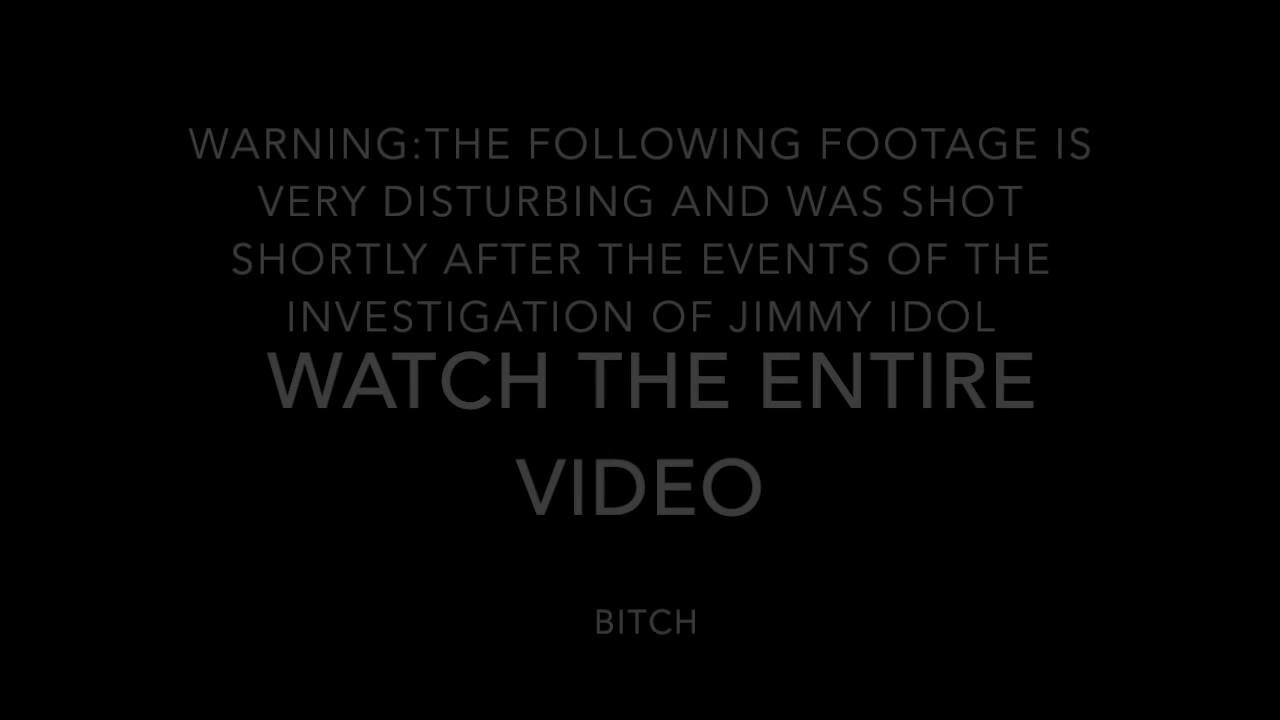 WARNING:THE FOLLOWING FOOTAGE IS
VERY DISTURBING AND WAS SHOT
SHORTLY AFTER THE EVENTS OF THE
INVESTIGATION OF JIMMY IDOL
WATCH THE ENTIRE
VIDEO
BITCH